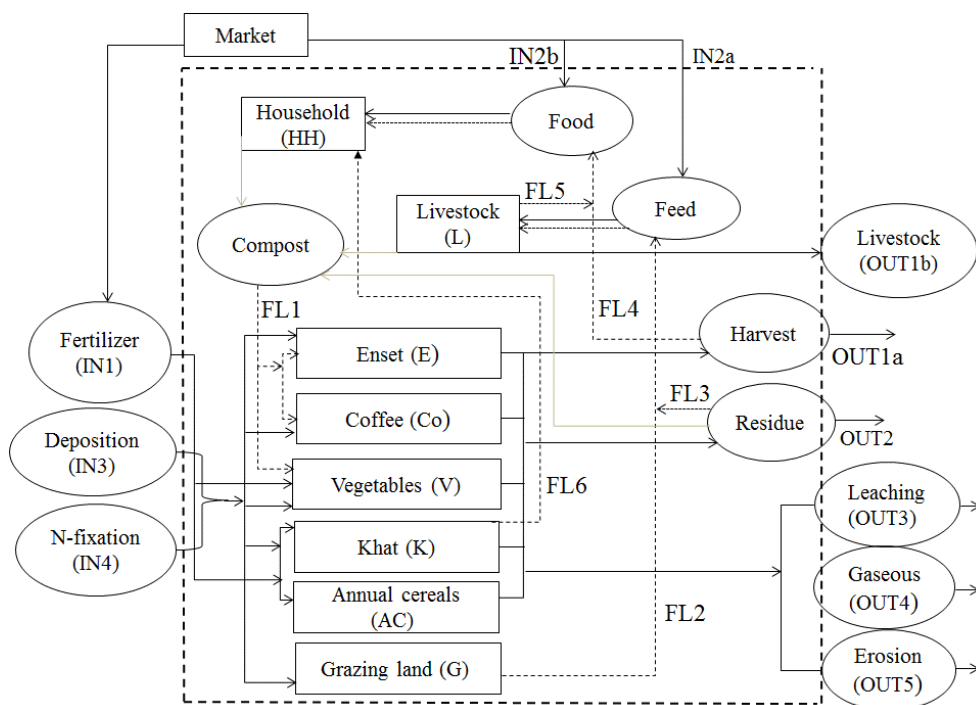 Market
IN2b
IN2a
Household
(HH)
Food
FL5
Feed
Livestock
(L)
Compost
Livestock
(OUT1b)
FL1
FL4
Fertilizer
(IN1)
Enset (E)
Harvest
OUT1a
FL3
Coffee (Co)
Residue
OUT2
Deposition
(IN3)
Vegetables (V)
FL6
Leaching
(OUT3)
N-fixation
(IN4)
Khat (K)
Gaseous
(OUT4)
Annual cereals
(AC)
FL2
Grazing land (G)
Erosion
(OUT5)